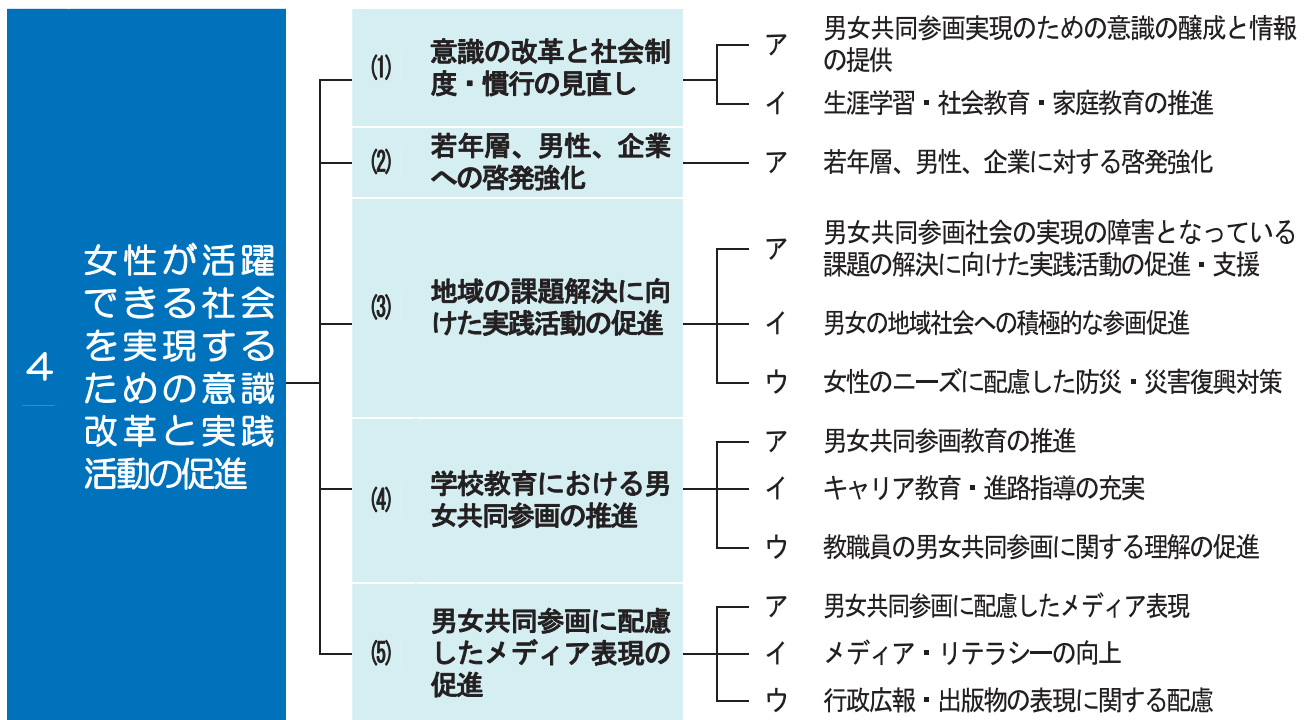 4
女性が活躍
できる社会
を実現する
ための意識
改革と実践
活動の促進
⑴
意識の改革と社会制
度・慣行の見直し
ア
男女共同参画実現のための意識の醸成と情報
の提供
イ
生涯学習・社会教育・家庭教育の推進
⑵
若年層、男性、企業
への啓発強化
ア
若年層、男性、企業に対する啓発強化
⑶
地域の課題解決に向
けた実践活動の促進
ア
男女共同参画社会の実現の障害となっている
課題の解決に向けた実践活動の促進・支援
イ
男女の地域社会への積極的な参画促進
ウ
女性のニーズに配慮した防災・災害復興対策
⑷
学校教育における男
女共同参画の推進
ア
男女共同参画教育の推進
イ
キャリア教育・進路指導の充実
ウ
教職員の男女共同参画に関する理解の促進
⑸
男女共同参画に配慮
したメディア表現の
促進
ア
男女共同参画に配慮したメディア表現
イ
メディア・リテラシーの向上
ウ
行政広報・出版物の表現に関する配慮